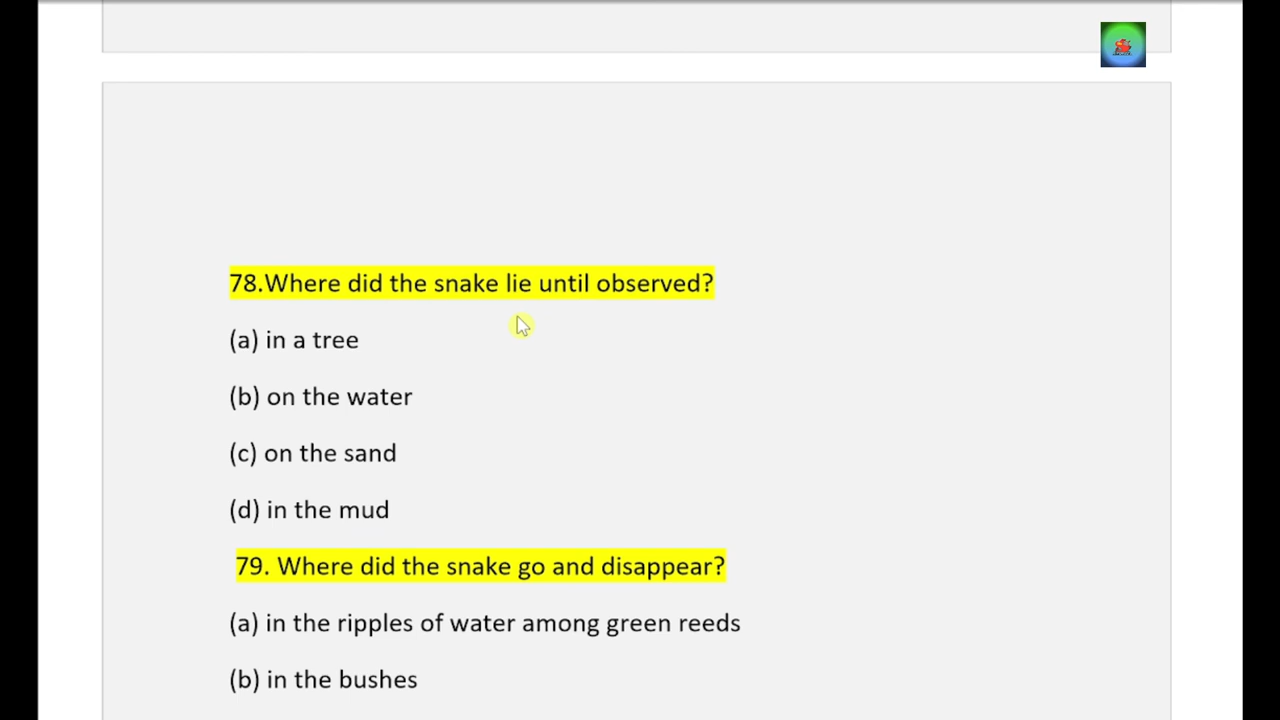 78.Where did the snake lie until observed?
(a) in a tree
(b) on the water
(c) on the sand
(d) in the mud
79. Where did the snake go and disappear?
(a) in the ripples of water among green reeds
(b) in the bushes